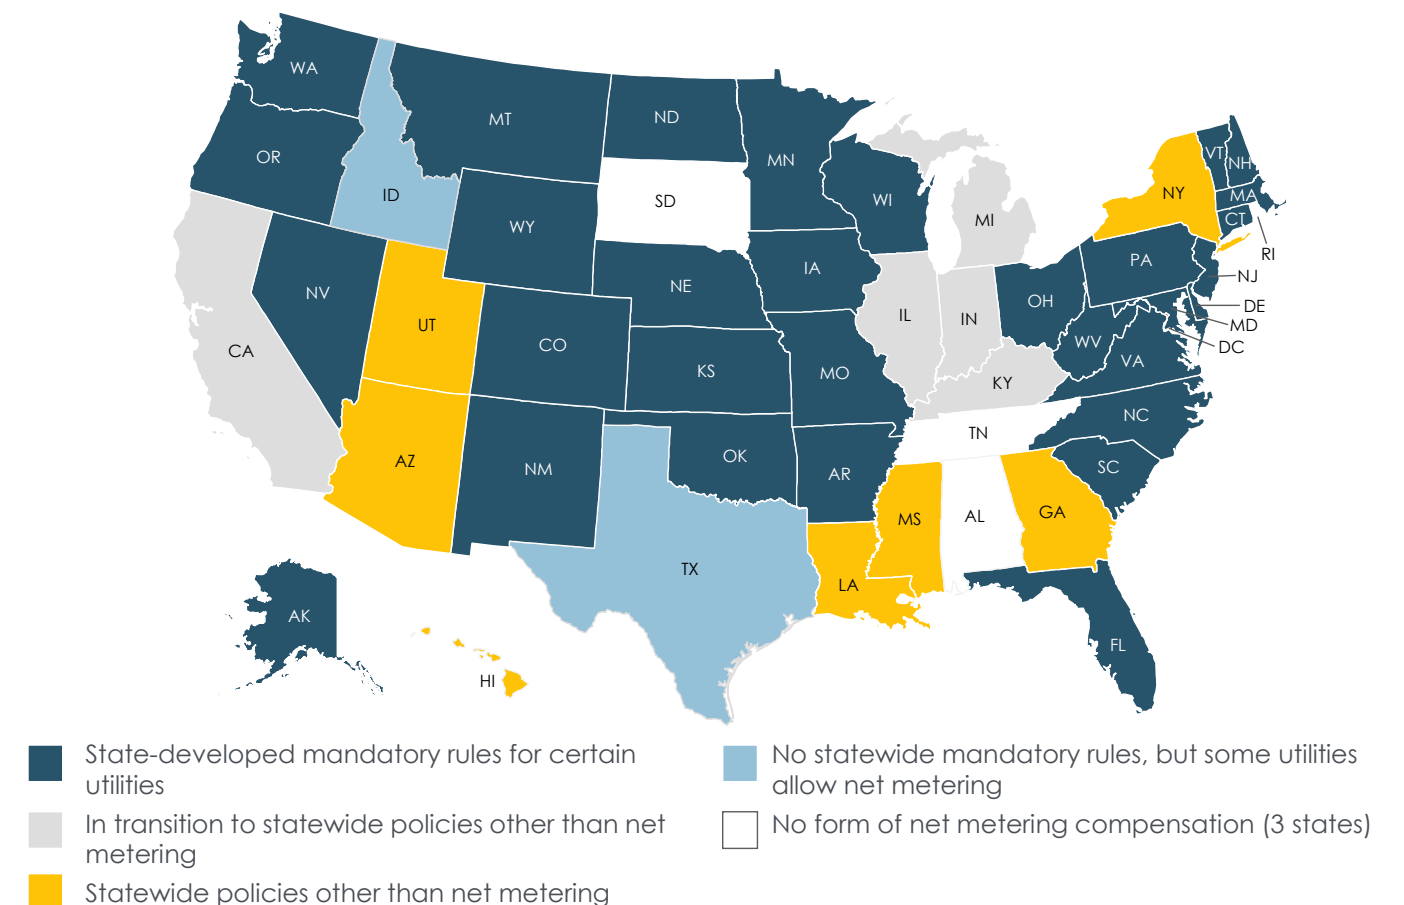 WA
MT
ND
MN
OR
ID
SD
WI
WY
MI
NY
VT
NH
MA
CT
RI
NV
UT
CO
NE
IA
IL
IN
OH
PA
NJ
DE
MD
DC
CA
KS
MO
KY
WV
VA
AZ
NM
OK
AR
TN
NC
SC
MS
AL
GA
TX
LA
FL
AK
HI
State-developed mandatory rules for certain
utilities
In transition to statewide policies other than net
metering
Statewide policies other than net metering
No statewide mandatory rules, but some utilities
allow net metering
No form of net metering compensation (3 states)